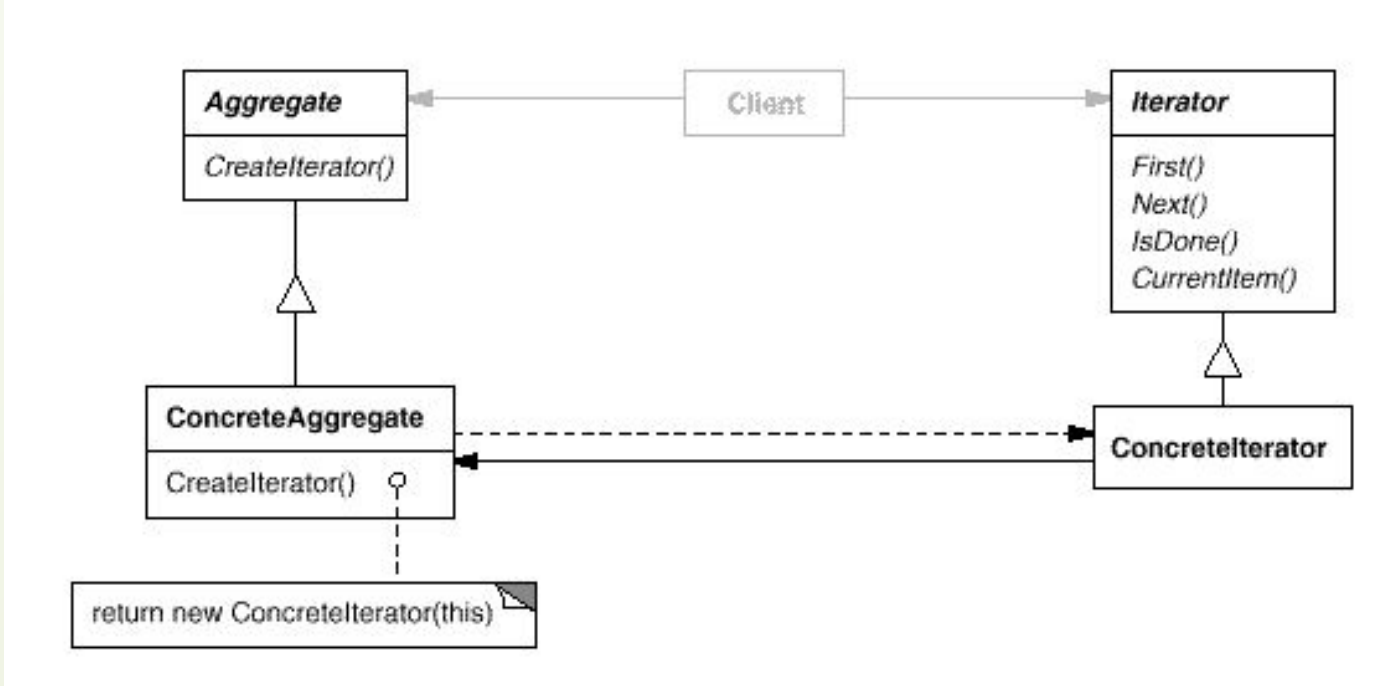 Aggregate
CreateIterator()
Client
Iterator
First()
Next()
IsDone()
CurrentItem()
ConcreteAggregate
CreateIterator()
ConcreteIterator
return new ConcreteIterator(this)